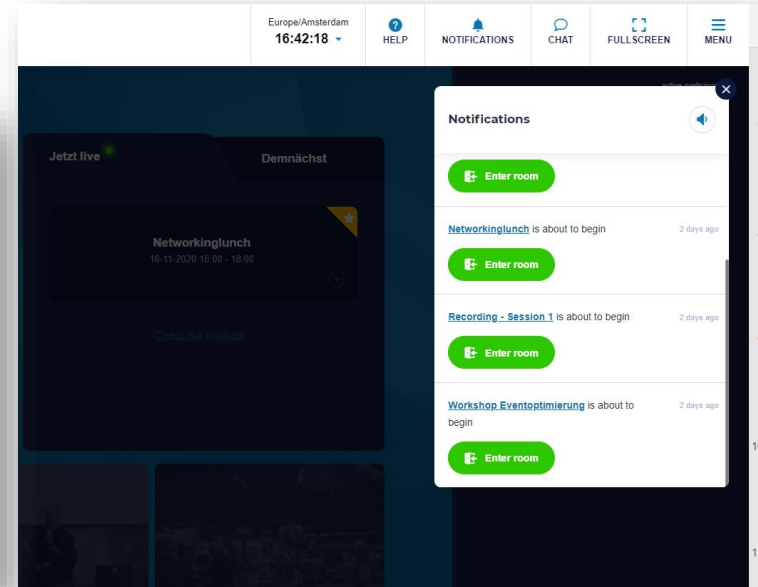 Europe/Amsterdam
16:42:18
HELP
NOTIFICATIONS
CHAT
FULLSCREEN
MENU
Notifications
Enter room
Networkinglunch is about to begin
2 days ago
Enter room
Recording - Session 1 is about to begin
2 days ago
Enter room
Workshop Eventoptimierung is about to
begin
2 days ago
Enter room
Jetzt live
Demnächst
Networkinglunch
16-11-2020 16:00 - 18:00
Check full program